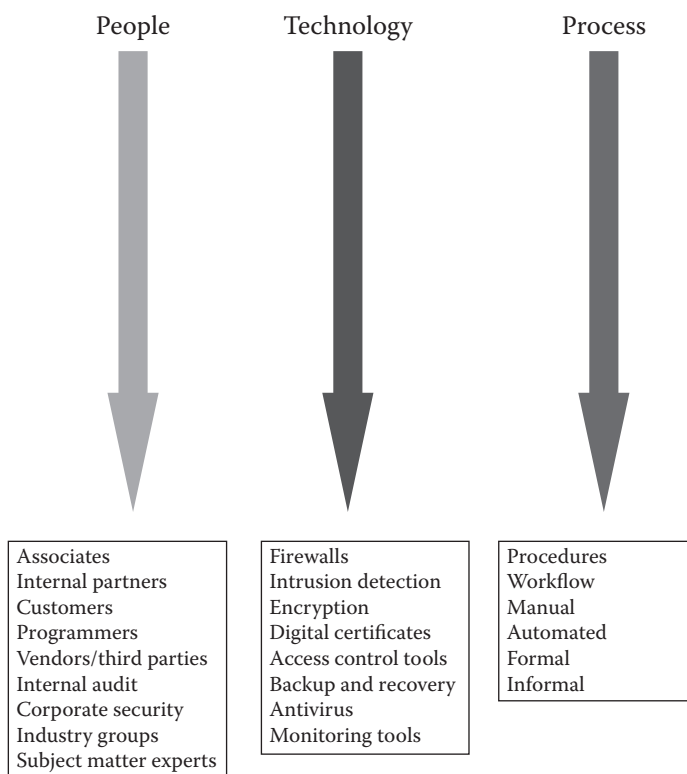 People
Technology
Process
Associates
Internal partners
Customers
Programmers
Vendors/third parties
Internal audit
Corporate security
Industry groups
Subject matter experts
Firewalls
Intrusion detection
Encryption
Digital certificates
Access control tools
Backup and recovery
Antivirus
Monitoring tools
Procedures
Workflow
Manual
Automated
Formal
Informal